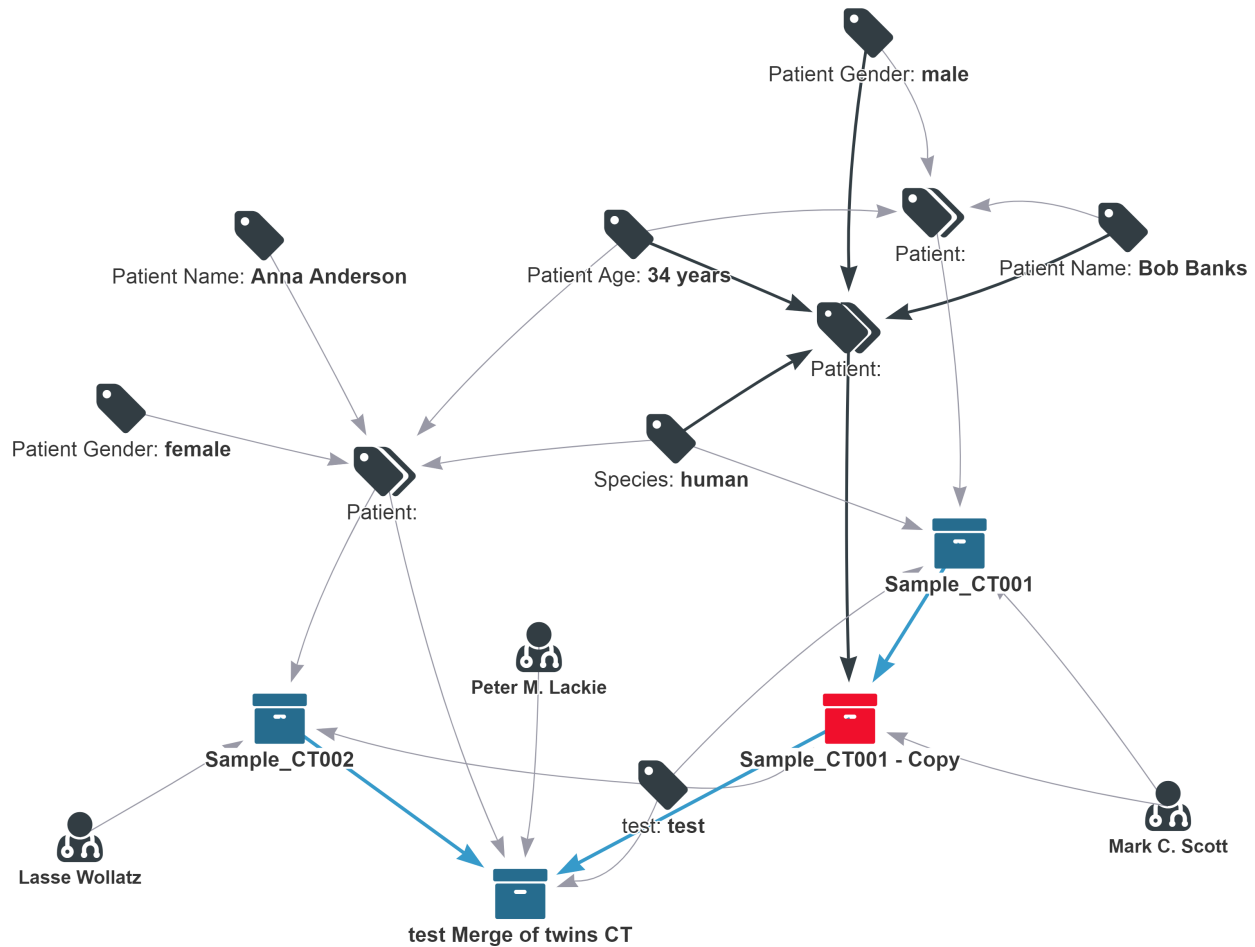 Patient Gender: male
Patient:
Patient Name: Anna Anderson
Patient Age: 34 years
Patient Name: Bob Banks
Patient:
Patient Gender: female
Species: human
Patient:
Sample_CT001
Peter M. Lackie
Sample_CT002
Sample_CT001 - Copy
test: test
Mark C. Scott
Lasse Wollatz
test Merge of twins CT